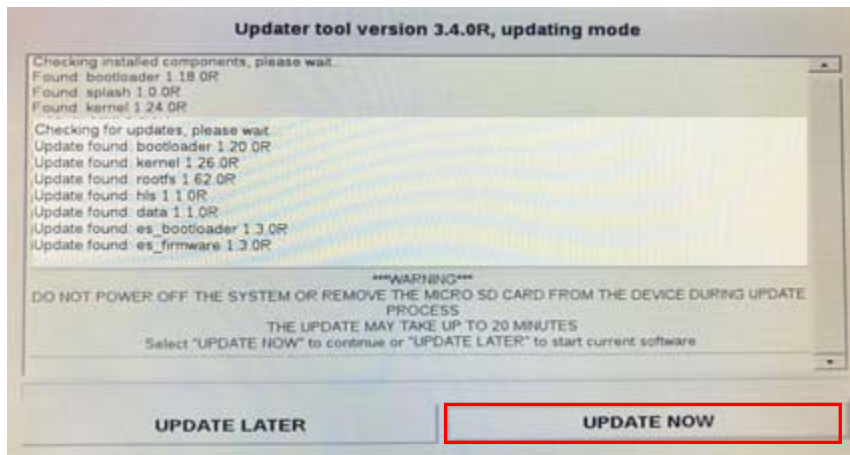 Updater tool version 3.4.0R, updating mode
Checking installed components, please wait..
Found: bootloader 1.18.0R
Found: splash 1.0.0R
Found: kernel 1.24.0R
Checking for updates, please wait...
Update found: bootloader 1.20.0R
Update found: kernel 1.26.0R
Update found: rootfs 1.62.0R
Update found: hls 1.1.0R
Update found: data 1.1.0R
Update found: es_bootloader 1.3.0R
Update found: es_firmware 1.3.0R
***WARNING***
DO NOT POWER OFF THE SYSTEM OR REMOVE THE MICRO SD CARD FROM THE DEVICE DURING UPDATE
PROCESS
THE UPDATE MAY TAKE UP TO 20 MINUTES
Select "UPDATE NOW" to continue or "UPDATE LATER" to start current software
UPDATE LATER
UPDATE NOW